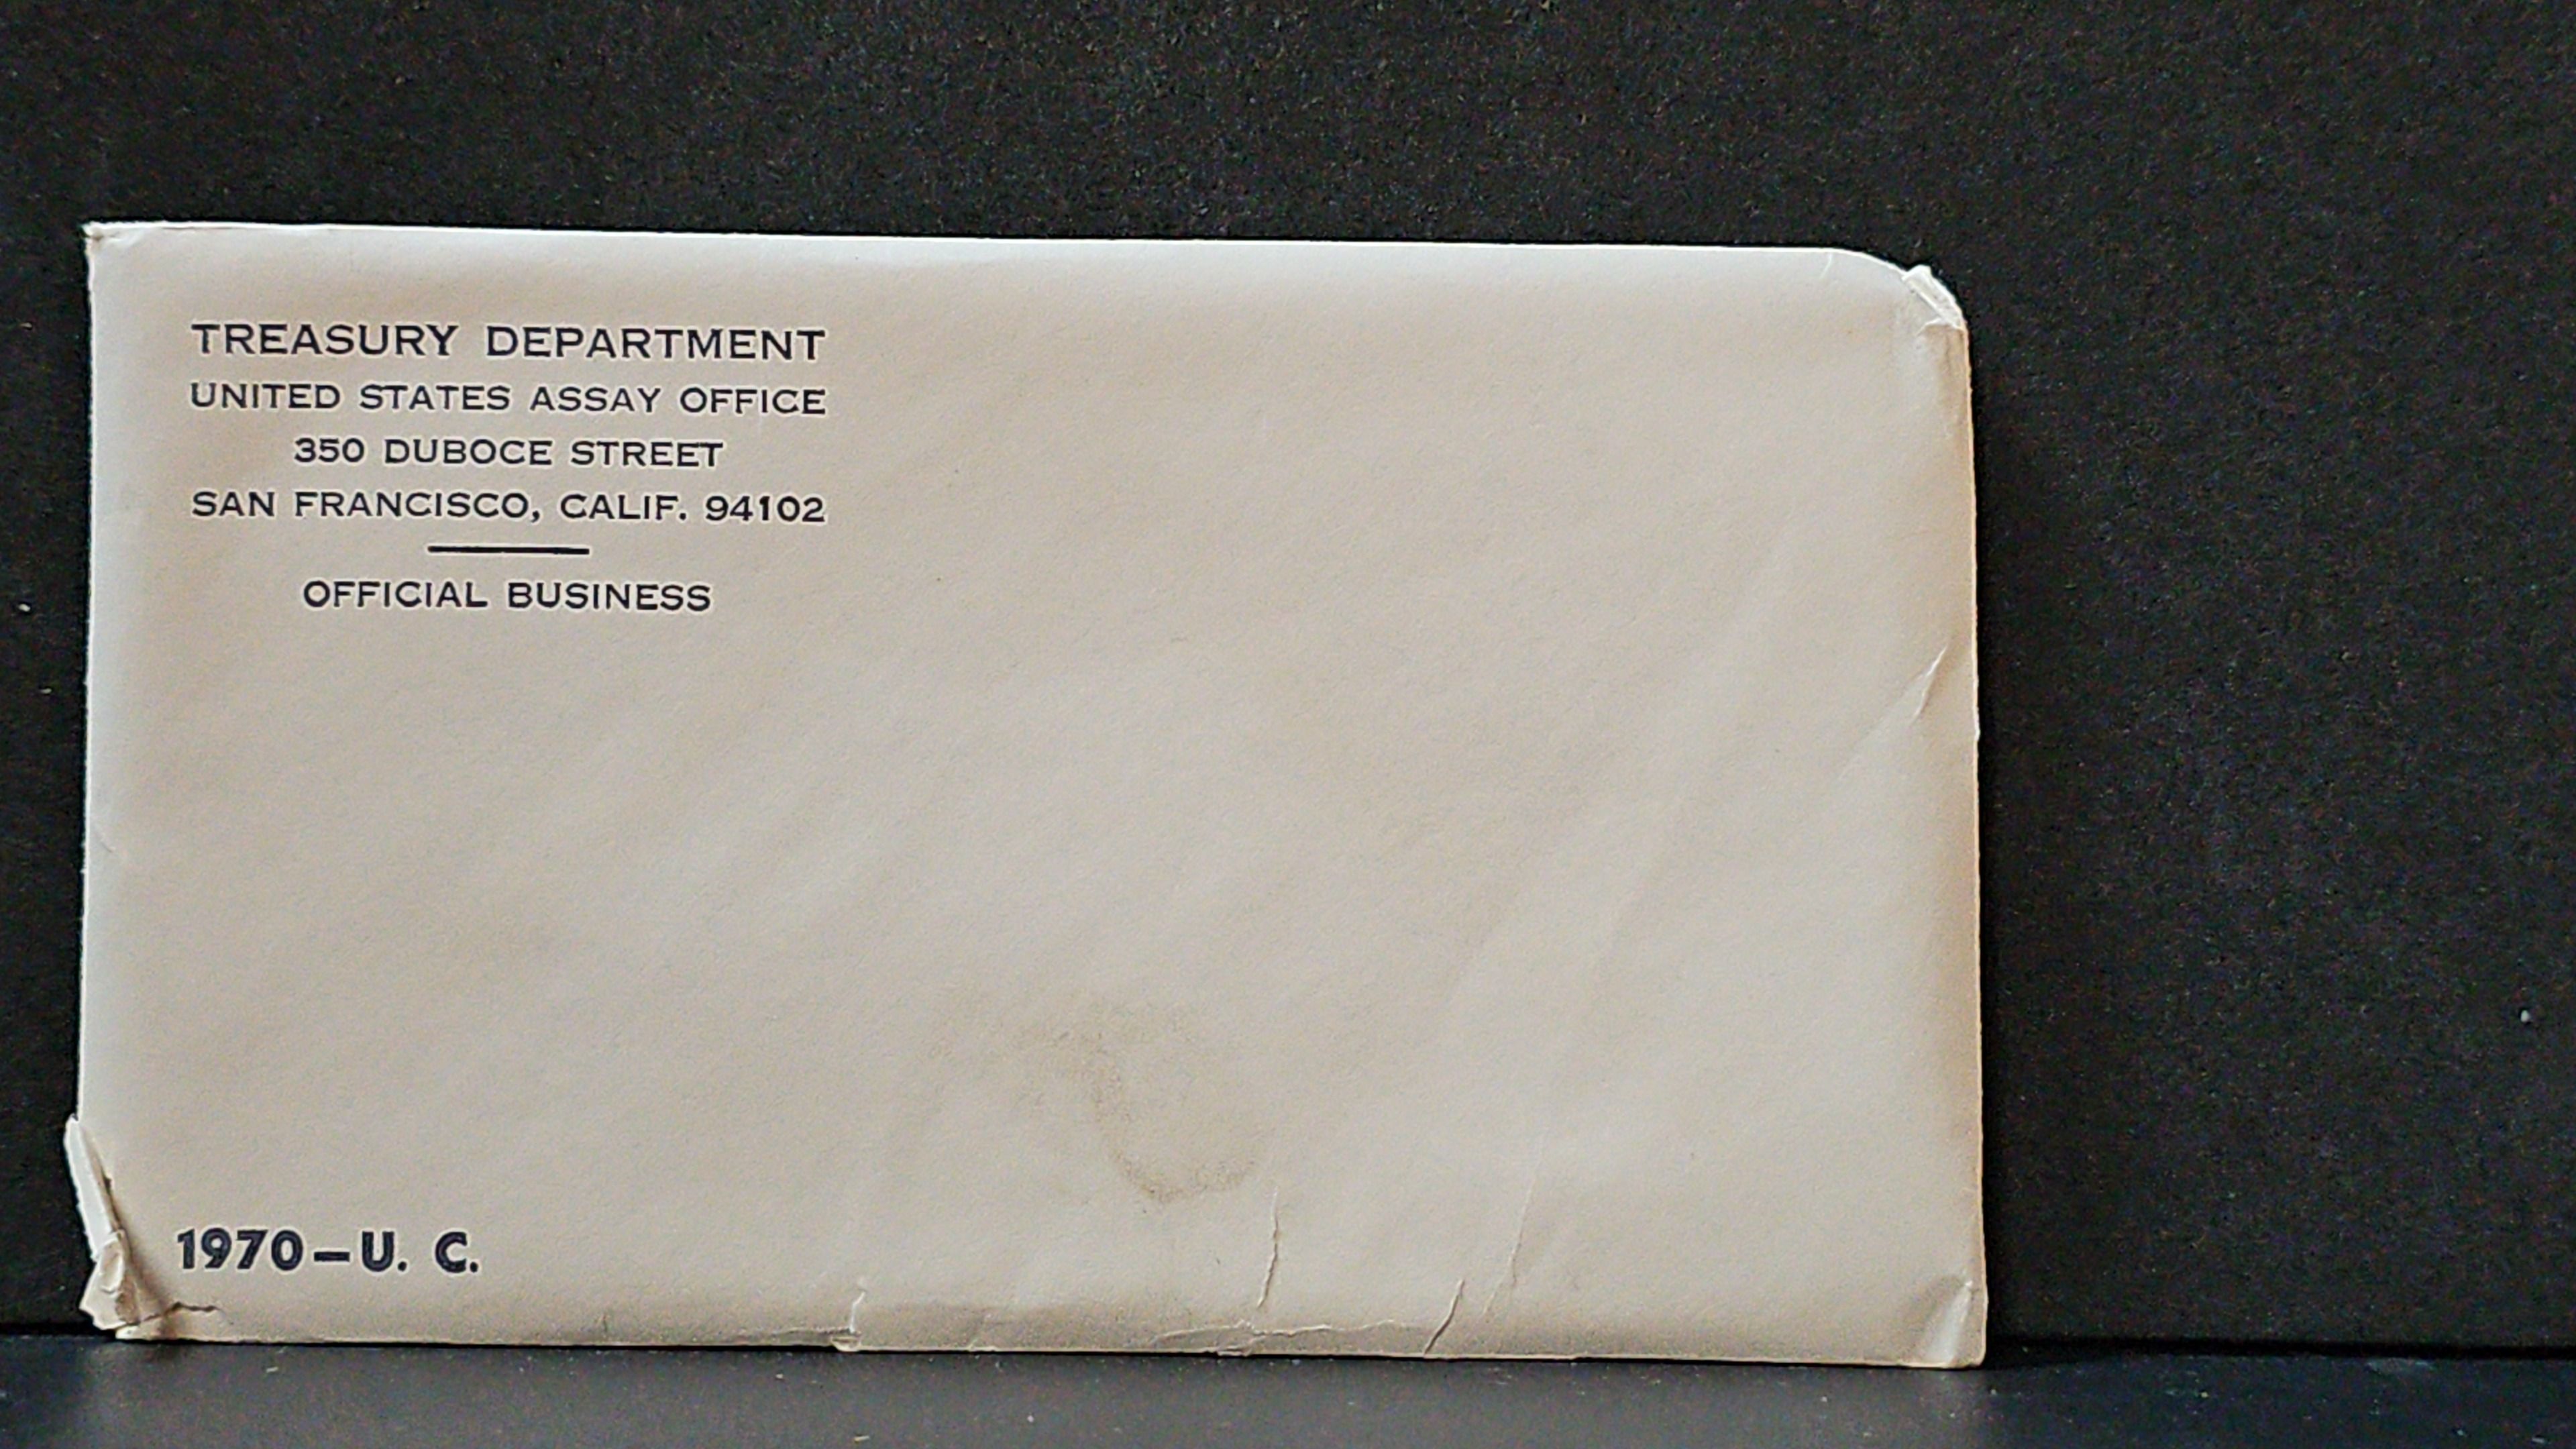 TREASURY DEPARTMENT
UNITED STATES ASSAY OFFICE
350 DUBOCE STREET
SAN FRANCISCO, CALIF. 94102
OFFICIAL BUSINESS
1970—U. C.